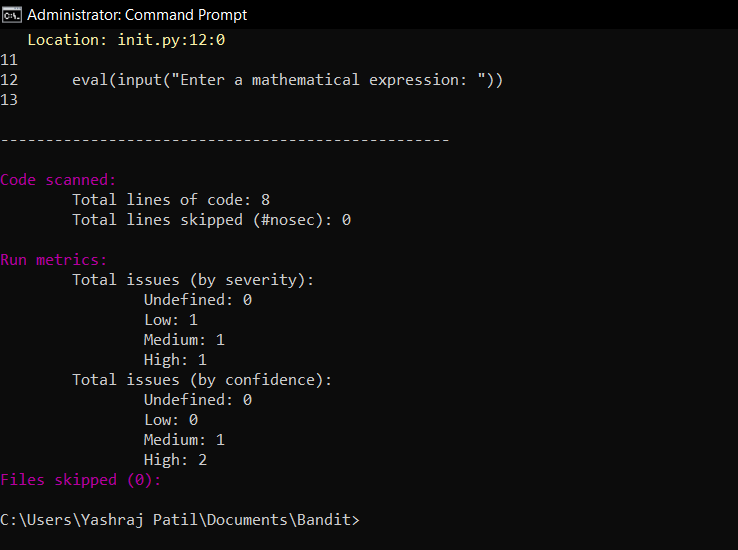 Administrator: Command Prompt
Location: init.py:12:0
11
12      eval(input("Enter a mathematical expression: "))
13
--------------------------------------------------
Code scanned:
Total lines of code: 8
Total lines skipped (#nosec): 0
Run metrics:
Total issues (by severity):
Undefined: 0
Low: 1
Medium: 1
High: 1
Total issues (by confidence):
Undefined: 0
Low: 0
Medium: 1
High: 2
Files skipped (0):
C:\Users\Yashraj Patil\Documents\Bandit>